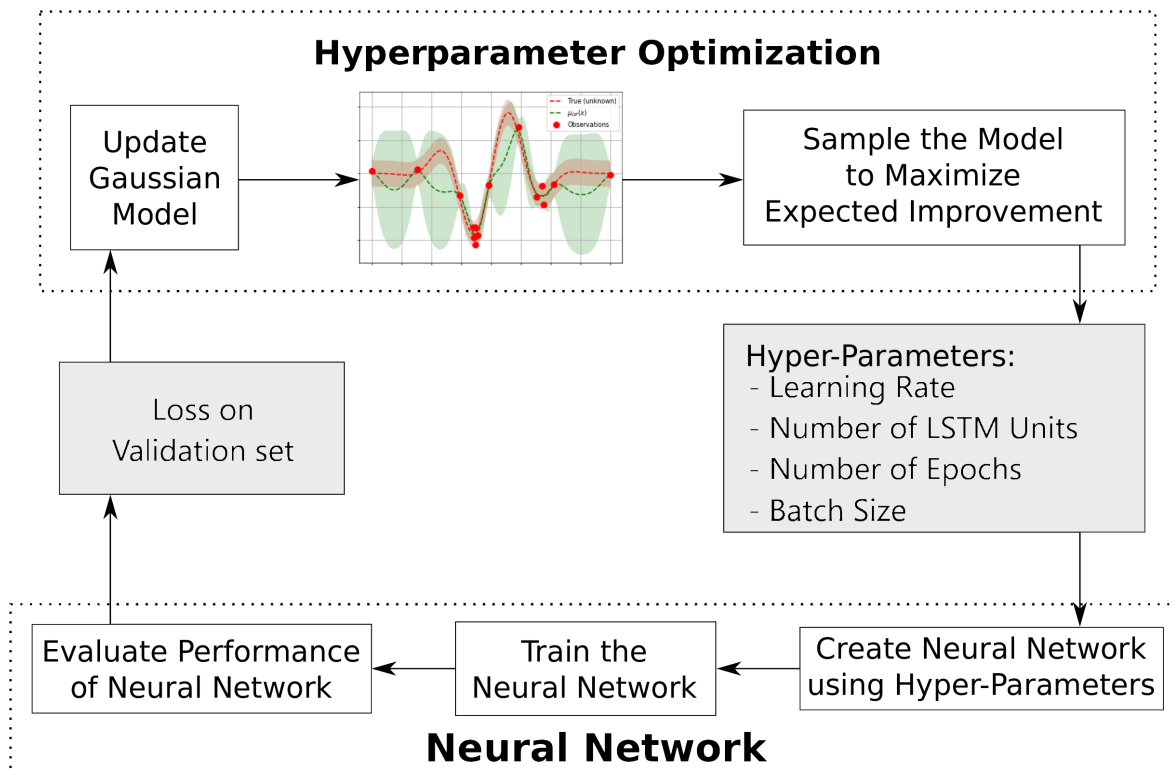 Hyperparameter Optimization
Update
Gaussian
Model
True (unknown)
μGP(x)
Observations
Sample the Model
to Maximize
Expected Improvement
Hyper-Parameters:
- Learning Rate
- Number of LSTM Units
- Number of Epochs
- Batch Size
Loss on
Validation set
Evaluate Performance
of Neural Network
Train the
Neural Network
Create Neural Network
using Hyper-Parameters
Neural Network